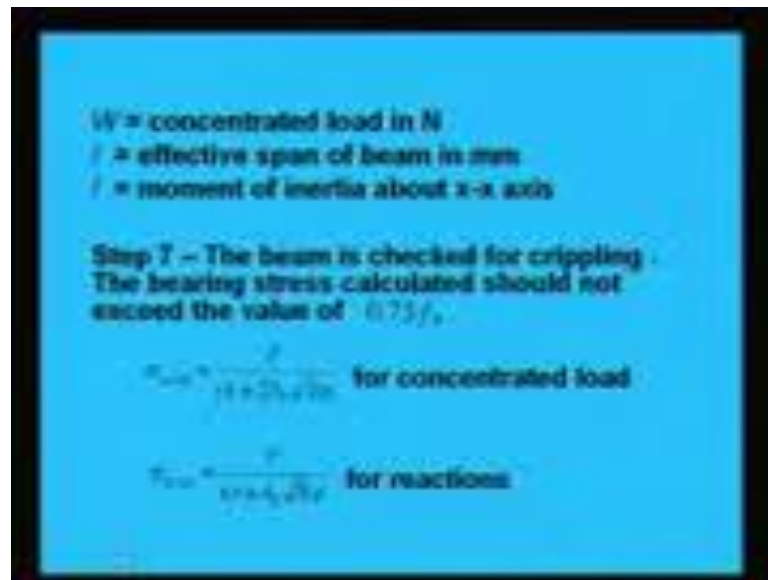 W = concentrated load in N
l = effective span of beam in mm
I = moment of inertia about x-x axis
Step 7 – The beam is checked for crippling.
The bearing stress calculated should not
exceed the value of 0.75f
for concentrated load
for reactions